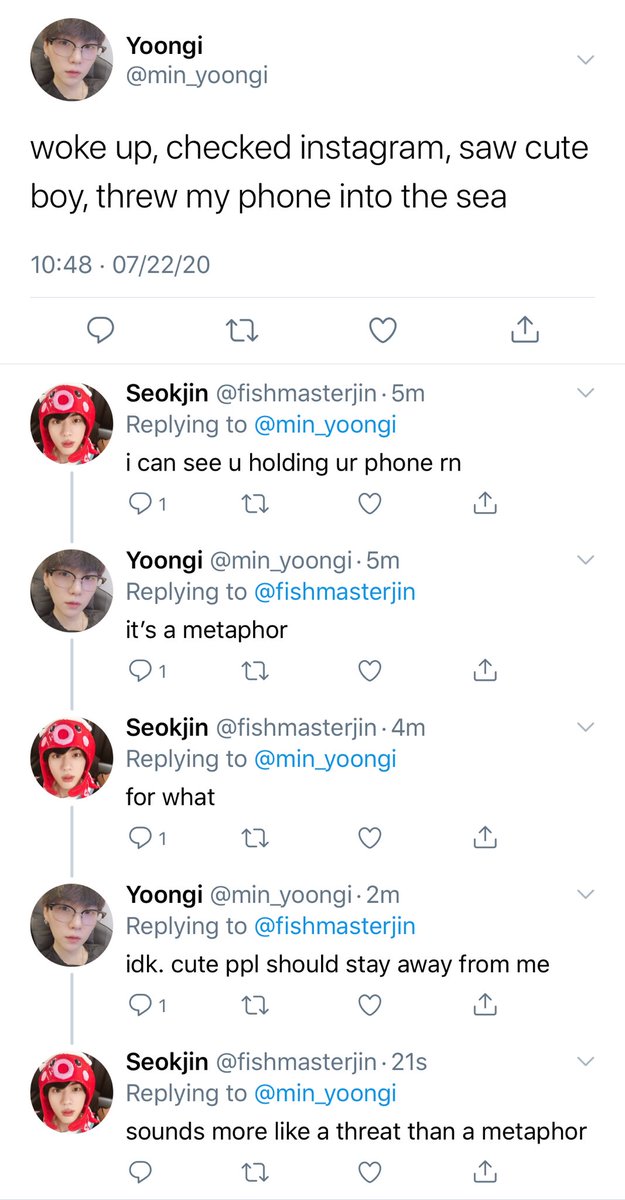 Yoongi
@min_yoongi
woke up, checked instagram, saw cute
boy, threw my phone into the sea
10:48 · 07/22/20
Seokjin @fishmasterjin · 5m
Replying to @min_yoongi
i can see u holding ur phone rn
1
Yoongi @min_yoongi · 5m
Replying to @fishmasterjin
it’s a metaphor
1
Seokjin @fishmasterjin · 4m
Replying to @min_yoongi
for what
1
Yoongi @min_yoongi · 2m
Replying to @fishmasterjin
idk. cute ppl should stay away from me
1
Seokjin @fishmasterjin · 21s
Replying to @min_yoongi
sounds more like a threat than a metaphor